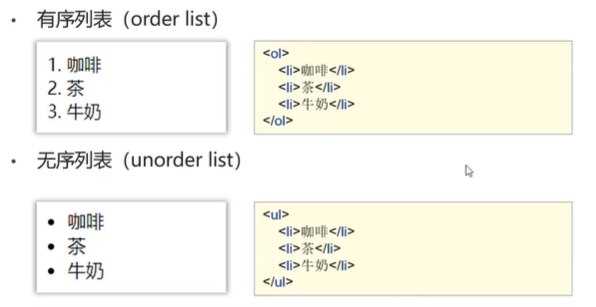 • 有序列表（order list）
1. 咖啡
2. 茶
3. 牛奶
<ol>
<li>咖啡</li>
<li>茶</li>
<li>牛奶</li>
</ol>
• 无序列表（unorder list）
• 咖啡
• 茶
• 牛奶
<ul>
<li>咖啡</li>
<li>茶</li>
<li>牛奶</li>
</ul>